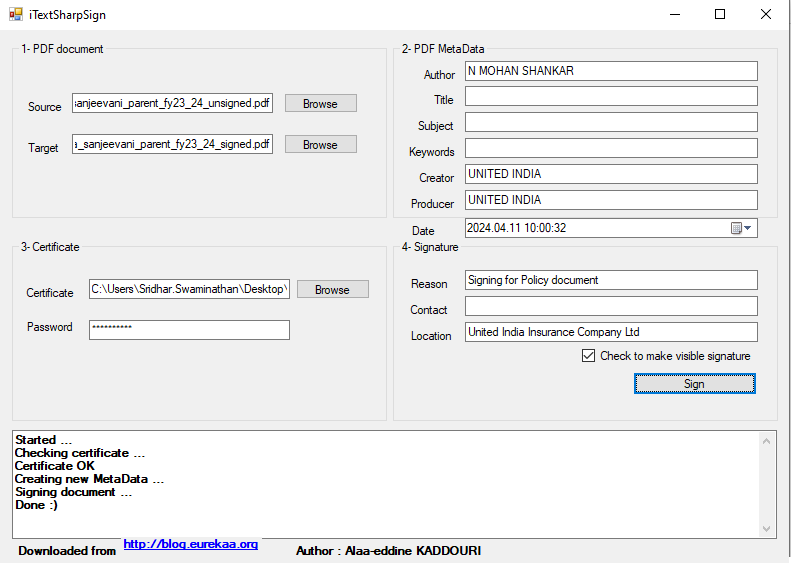 iTextSharpSign
1- PDF document
Source
sanjeevani_parent_fy23_24_unsigned.pdf
Browse
Target
a_sanjeevani_parent_fy23_24_signed.pdf
Browse
2- PDF MetaData
Author
N MOHAN SHANKAR
Title
Subject
Keywords
Creator
UNITED INDIA
Producer
UNITED INDIA
Date
2024.04.11 10:00:32
3- Certificate
Certificate
C:\Users\Sridhar.Swaminathan\Desktop\
Browse
Password
**********
4- Signature
Reason
Signing for Policy document
Contact
Location
United India Insurance Company Ltd
Check to make visible signature
Sign
Started ...
Checking certificate ...
Certificate OK
Creating new MetaData ...
Signing document ...
Done :)
Downloaded from http://blog.eurekaa.org Author : Alaa-eddine KADDOURI